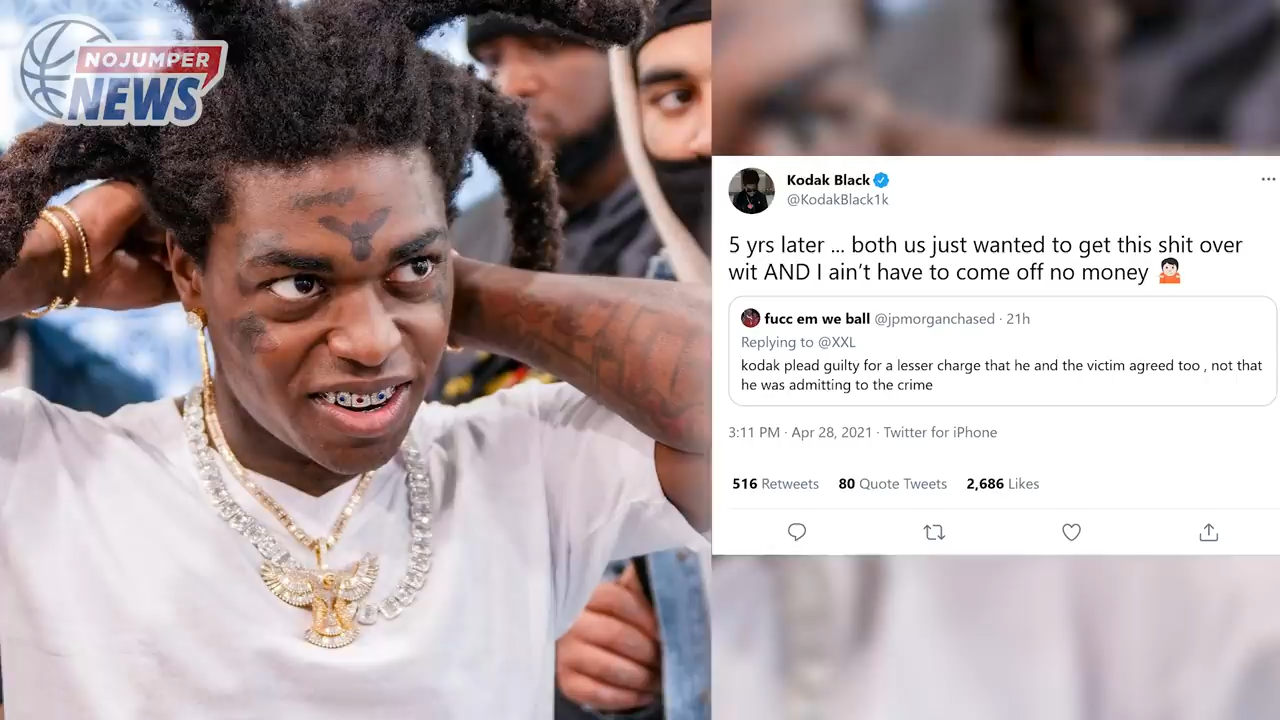 NOJUMPER
NEWS
Kodak Black
@KodakBlack1k
5 yrs later ... both us just wanted to get this shit over
wit AND I ain't have to come off no money 🤷🏻
fucc em we ball @jpmorganchased · 21h
Replying to @XXL
kodak plead guilty for a lesser charge that he and the victim agreed too , not that
he was admitting to the crime
3:11 PM · Apr 28, 2021 · Twitter for iPhone
516 Retweets 80 Quote Tweets 2,686 Likes